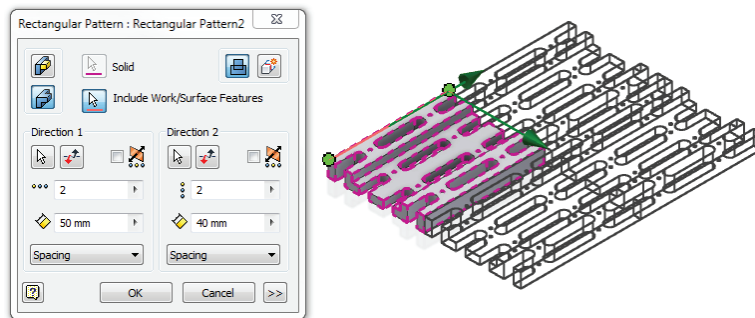 Rectangular Pattern : Rectangular Pattern2
Solid
Include Work/Surface Features
Direction 1
Direction 2
2
2
50 mm
40 mm
Spacing
Spacing
OK
Cancel
>>